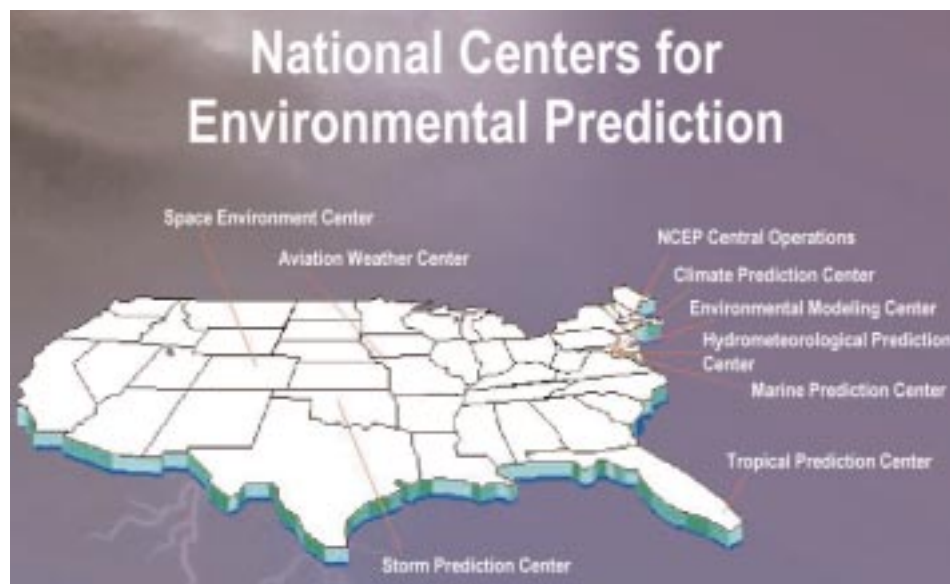 National Centers for
Environmental Prediction
Space Environment Center
NCEP Central Operations
Aviation Weather Center
Climate Prediction Center
Environmental Modeling Center
Hydrometeorological Prediction
Center
Marine Prediction Center
Tropical Prediction Center
Storm Prediction Center